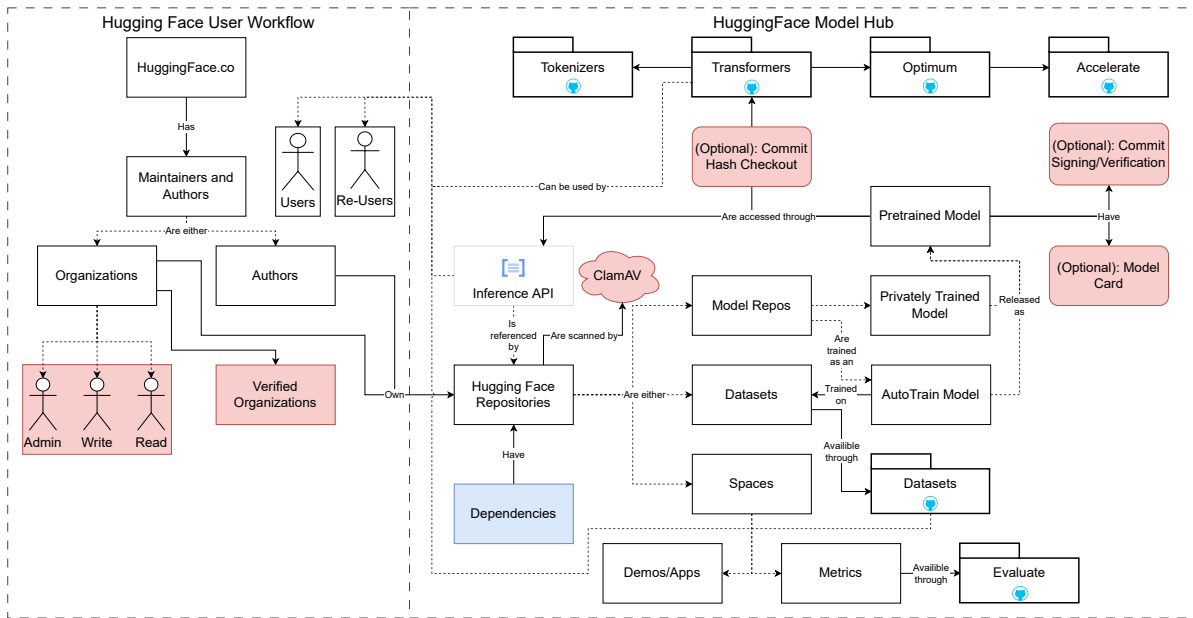 Hugging Face User Workflow
HuggingFace Model Hub
HuggingFace.co
Has
Maintainers and
Authors
Are either
Organizations
Authors
Admin
Write
Read
Verified
Organizations
Own
Users
Re-Users
Tokenizers
Transformers
Optimum
Accelerate
(Optional): Commit
Hash Checkout
(Optional): Commit
Signing/Verification
Can be used by
Are accessed through
Pretrained Model
Have
(Optional): Model
Card
Inference API
ClamAV
Is
referenced
by
Are scanned by
Model Repos
Privately Trained
Model
Released
as
Are
trained
as an
Hugging Face
Repositories
Are either
Datasets
Trained
on
AutoTrain Model
Have
Availible
through
Dependencies
Spaces
Datasets
Demos/Apps
Metrics
Availible
through
Evaluate